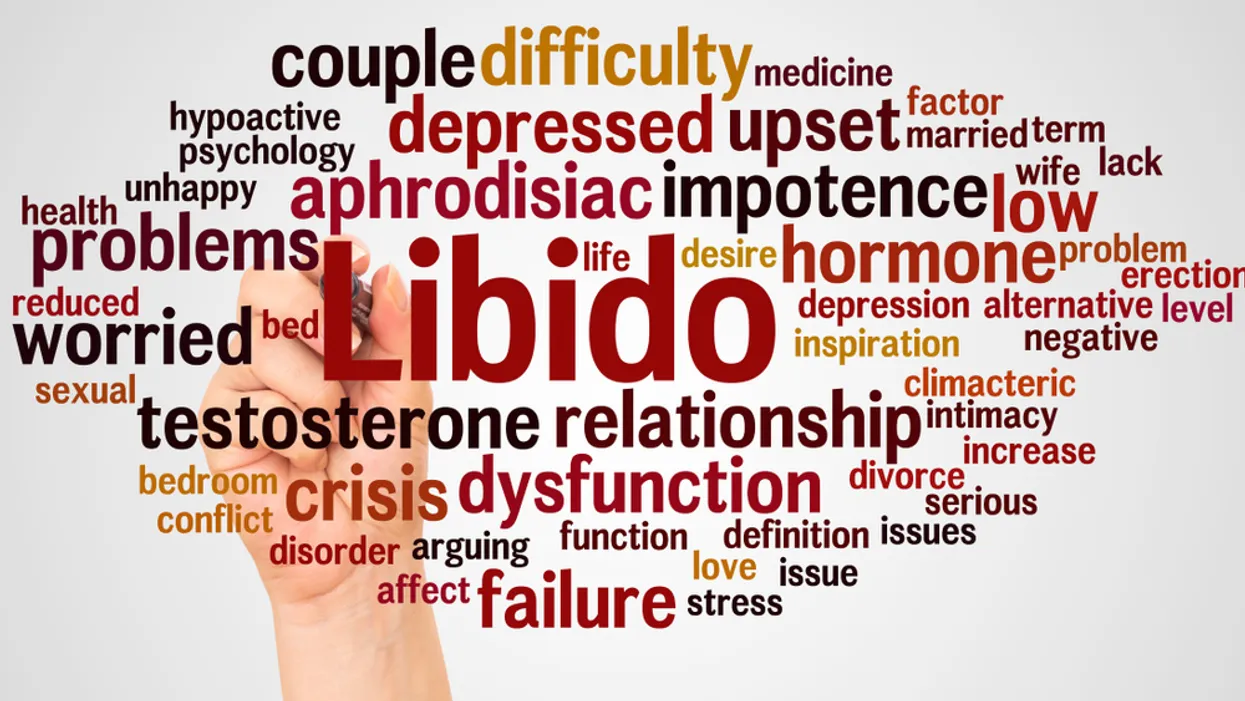 couple difficulty medicine
hypoactive depressed upset factor
psychology married term
unhappy aphrodisiac impotence wife lack
health problems low
Libido life desire hormone problem
erection
reduced depression alternative level
worried bed inspiration negative
sexual climacteric
testosterone relationship intimacy
increase
bedroom crisis dysfunction divorce
conflict serious
disorder arguing function definition issues
love issue
affect failure stress